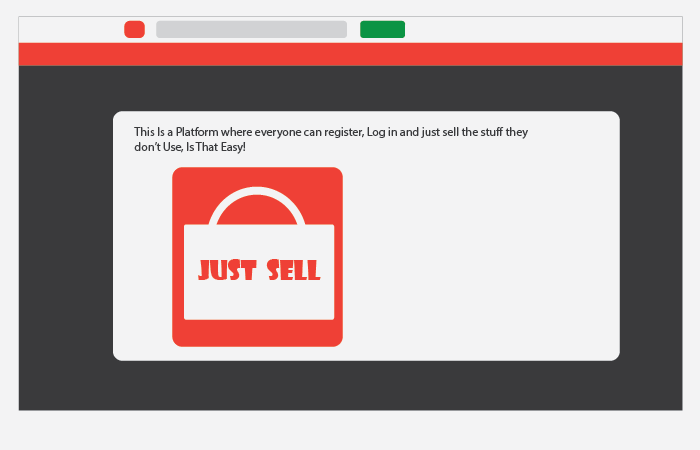 This Is a Platform where everyone can register, Log in and just sell the stuff they
don't Use, Is That Easy!
JUST SELL